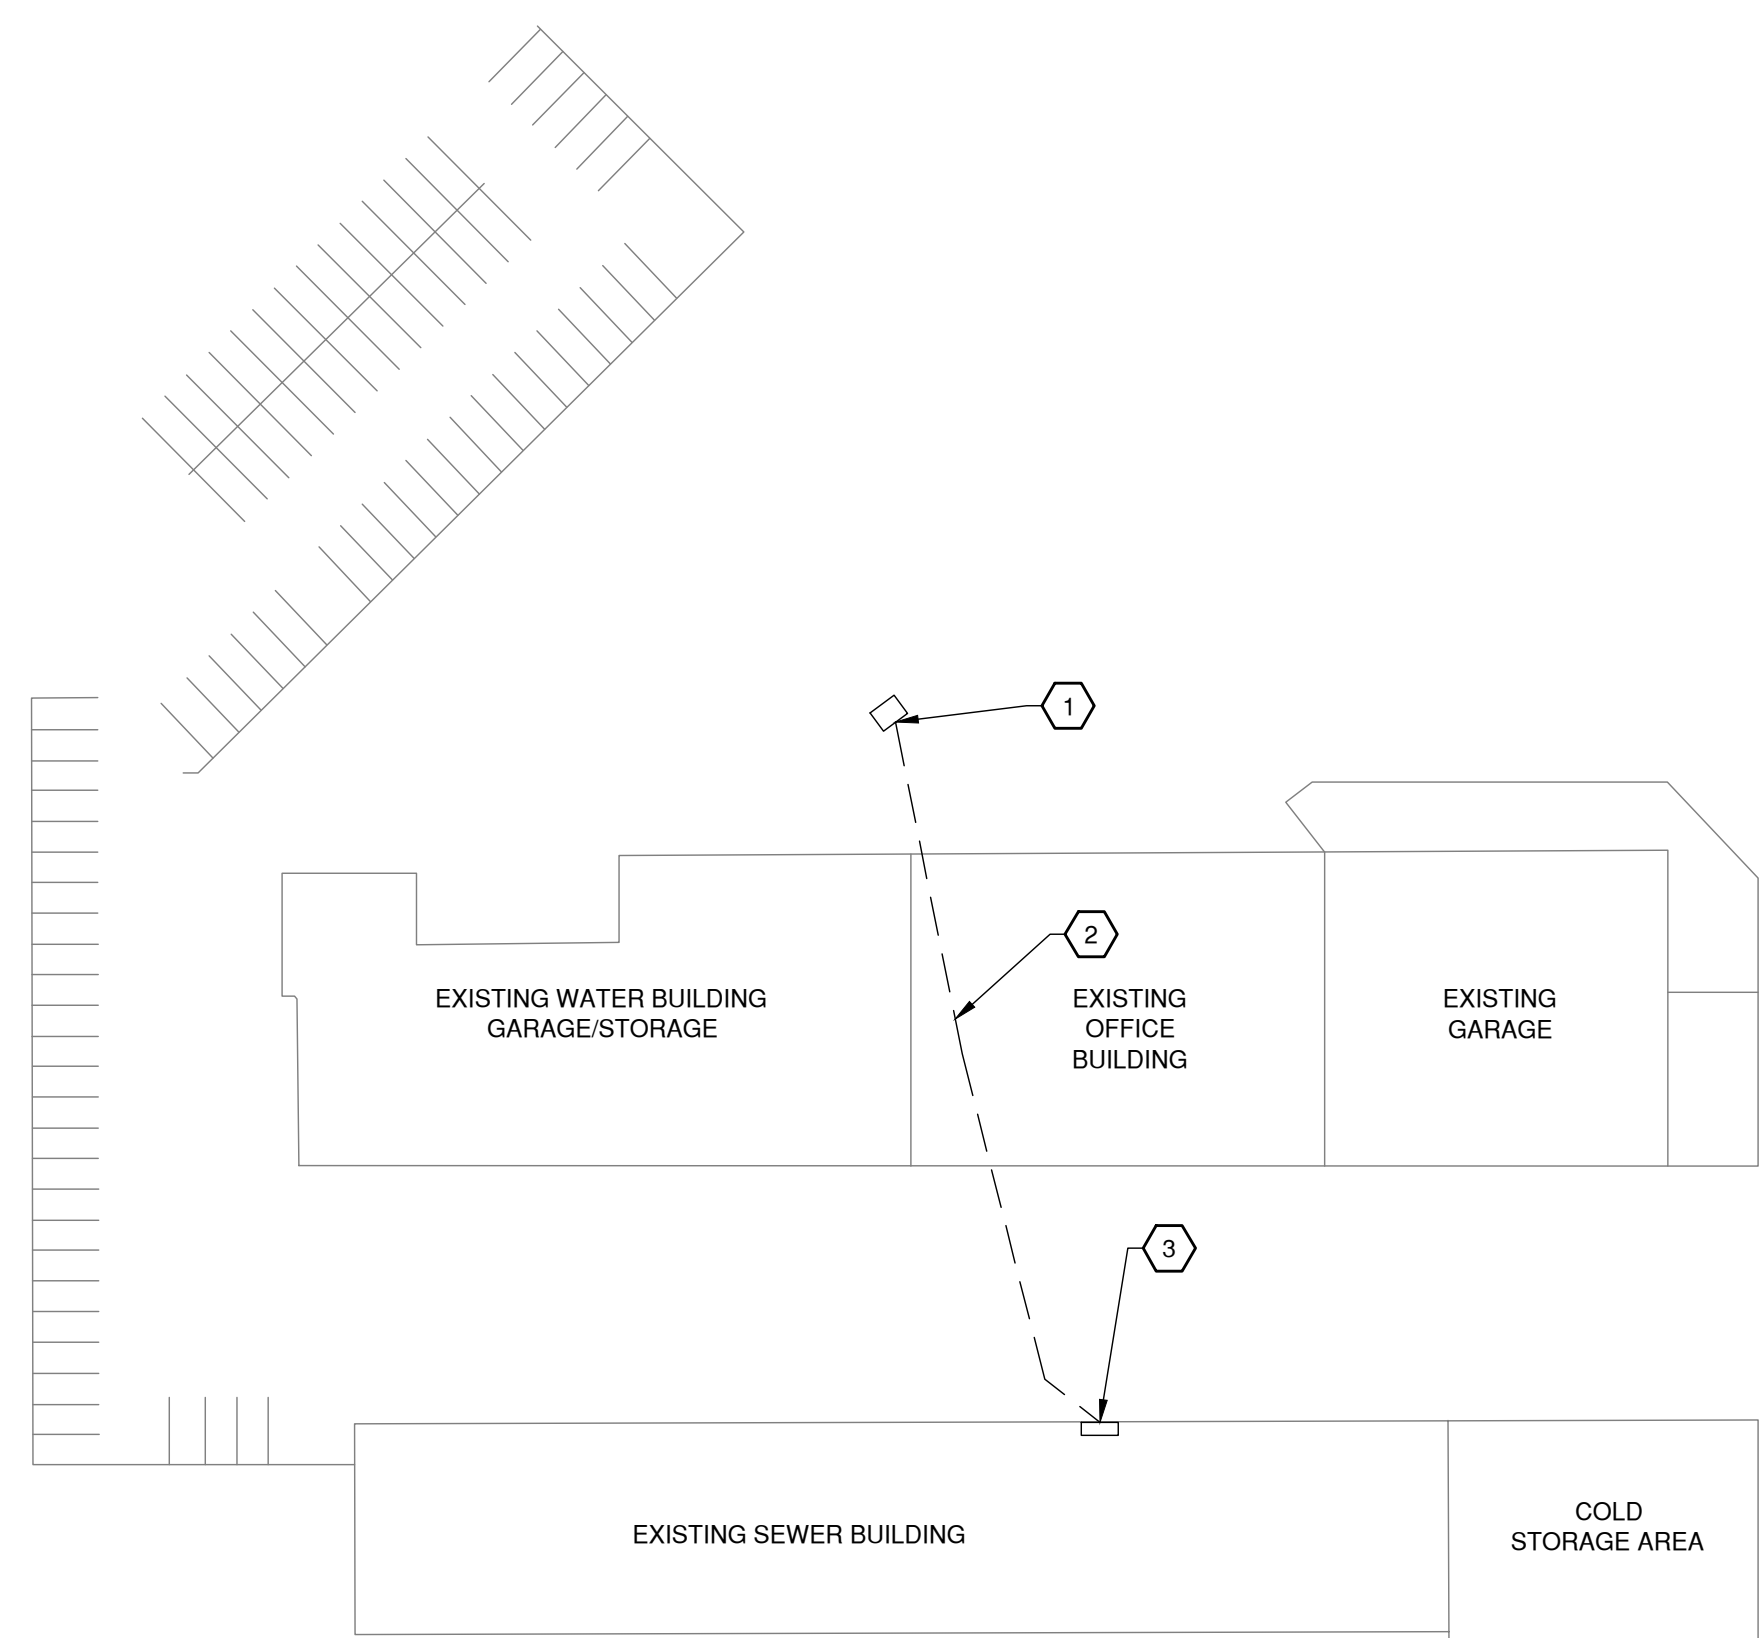 1
2
EXISTING WATER BUILDING
GARAGE/STORAGE
EXISTING
OFFICE
BUILDING
EXISTING
GARAGE
3
EXISTING SEWER BUILDING
COLD
STORAGE AREA